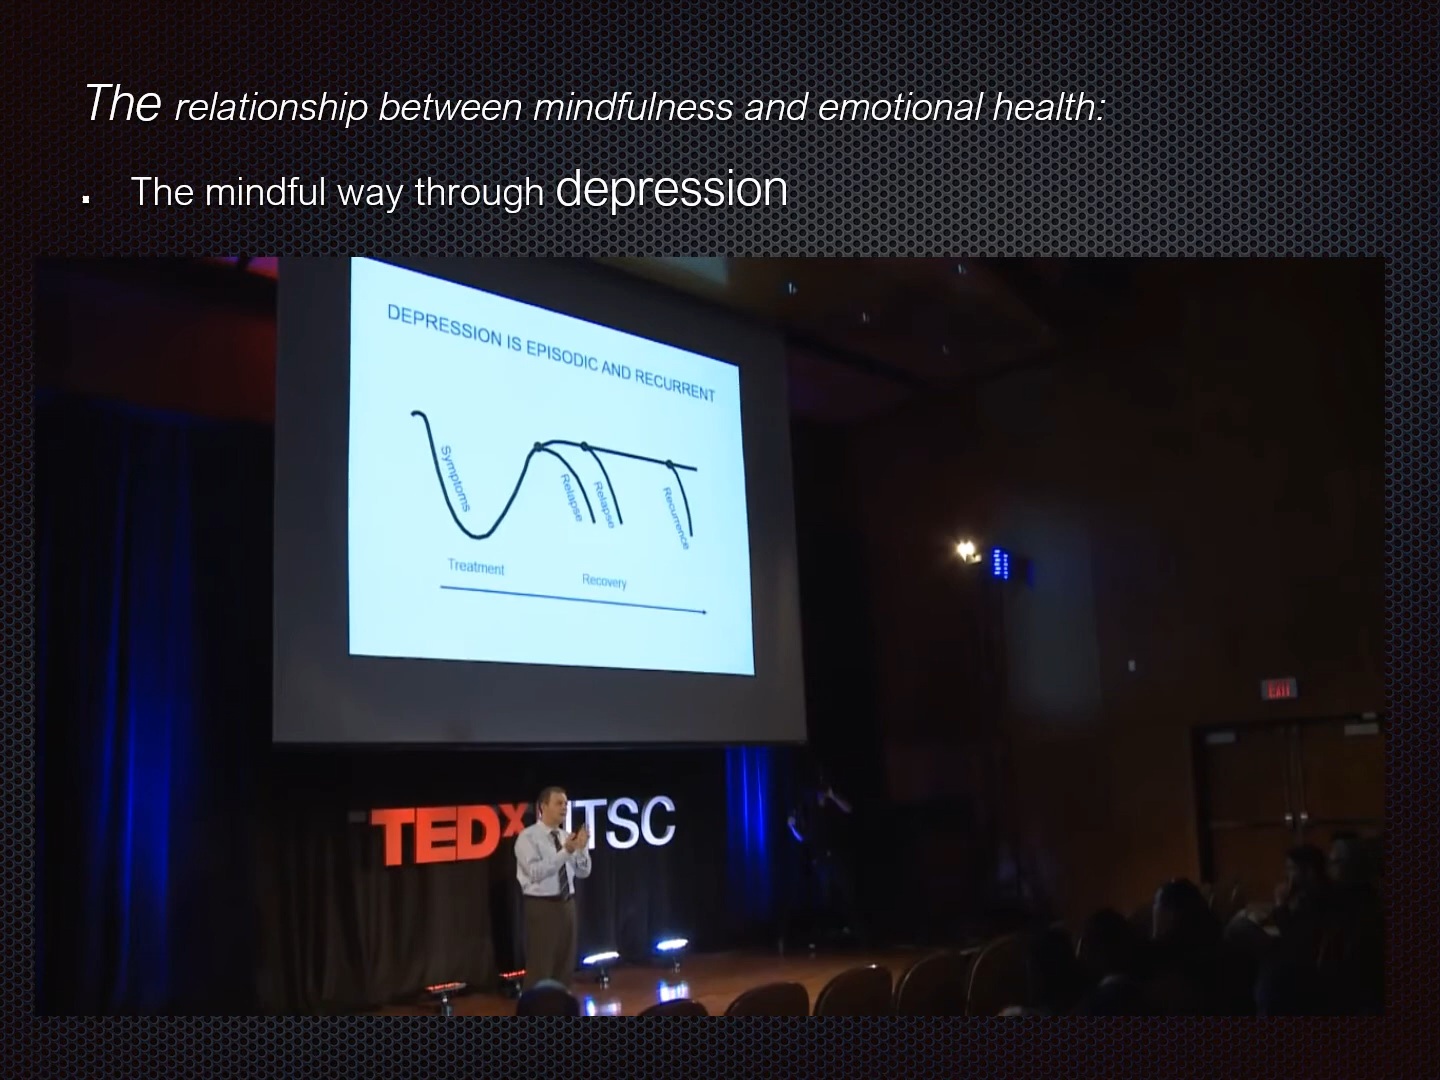 The relationship between mindfulness and emotional health:
▪ The mindful way through depression
DEPRESSION IS EPISODIC AND RECURRENT
Symptoms
Relapse
Relapse
Recurrence
Treatment
Recovery
EXIT
TEDx TSC